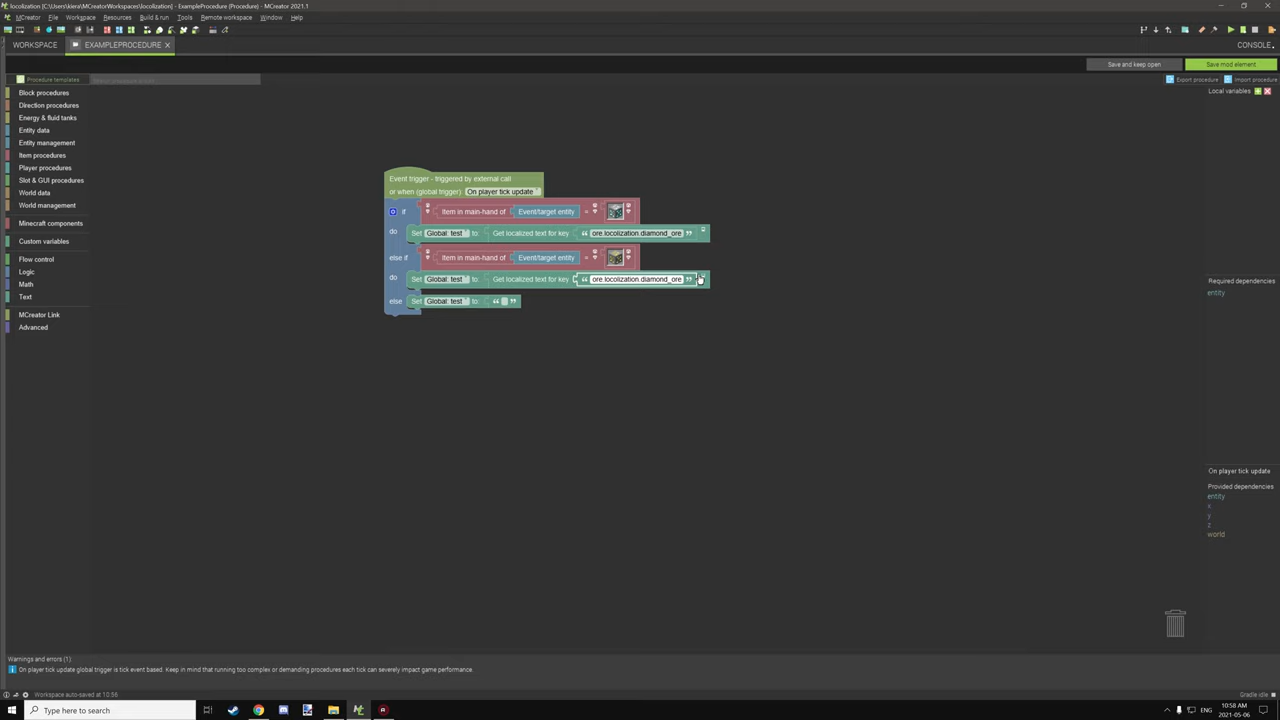 locolization [C:\Users\kiera\MCreatorWorkspaces\locolization] - ExampleProcedure (Procedure) - MCreator 2021.1
MCreator File Workspace Resources Build & run Tools Remote workspace Window Help
WORKSPACE EXAMPLEPROCEDURE × CONSOLE
Save and keep open Save mod element
Procedure templates Export procedure Import procedure
Local variables
Block procedures
Direction procedures
Energy & fluid tanks
Entity data
Entity management
Item procedures
Player procedures
Slot & GUI procedures
World data
World management
Minecraft components
Custom variables
Flow control
Logic
Math
Text
MCreator Link
Advanced
Event trigger - triggered by external call
or when (global trigger) On player tick update
if Item in main-hand of Event/target entity =
do Set Global: test to: Get localized text for key “ ore.locolization.diamond_ore ”
else if Item in main-hand of Event/target entity =
do Set Global: test to: Get localized text for key “ ore.locolization.diamond_ore ”
else Set Global: test to: “ ”
Required dependencies
entity
On player tick update
Provided dependencies
entity
x
y
z
world
Warnings and errors (1):
On player tick update global trigger is tick event based. Keep in mind that running too complex or demanding procedures each tick can severely impact game performance.
Workspace auto-saved at 10:56 Gradle idle
Type here to search ENG 10:58 AM
2021-05-06